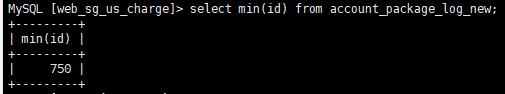 MySQL [web_sg_us_charge]> select min(id) from account_package_log_new;
+---------+
| min(id) |
+---------+
|     750 |
+---------+